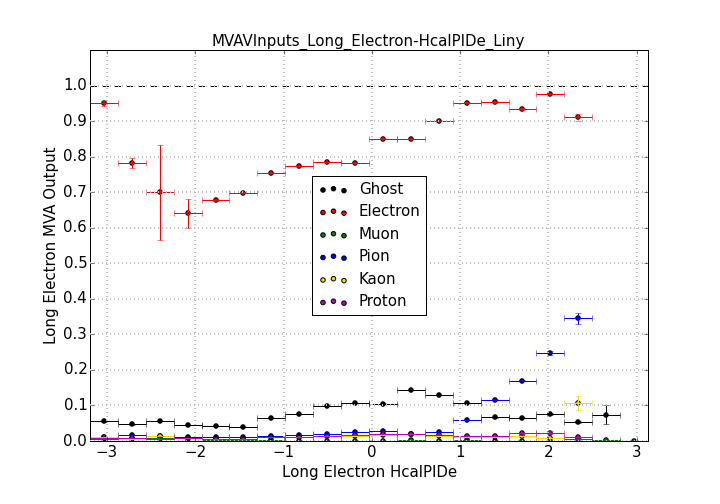 MVAVInputs_Long_Electron-HcalPIDe_Liny
1.0
0.9
0.8
0.7
0.6
0.5
0.4
0.3
0.2
0.1
0.0
Long Electron MVA Output
Ghost
Electron
Muon
Pion
Kaon
Proton
−3 −2 −1 0 1 2 3
Long Electron HcalPIDe